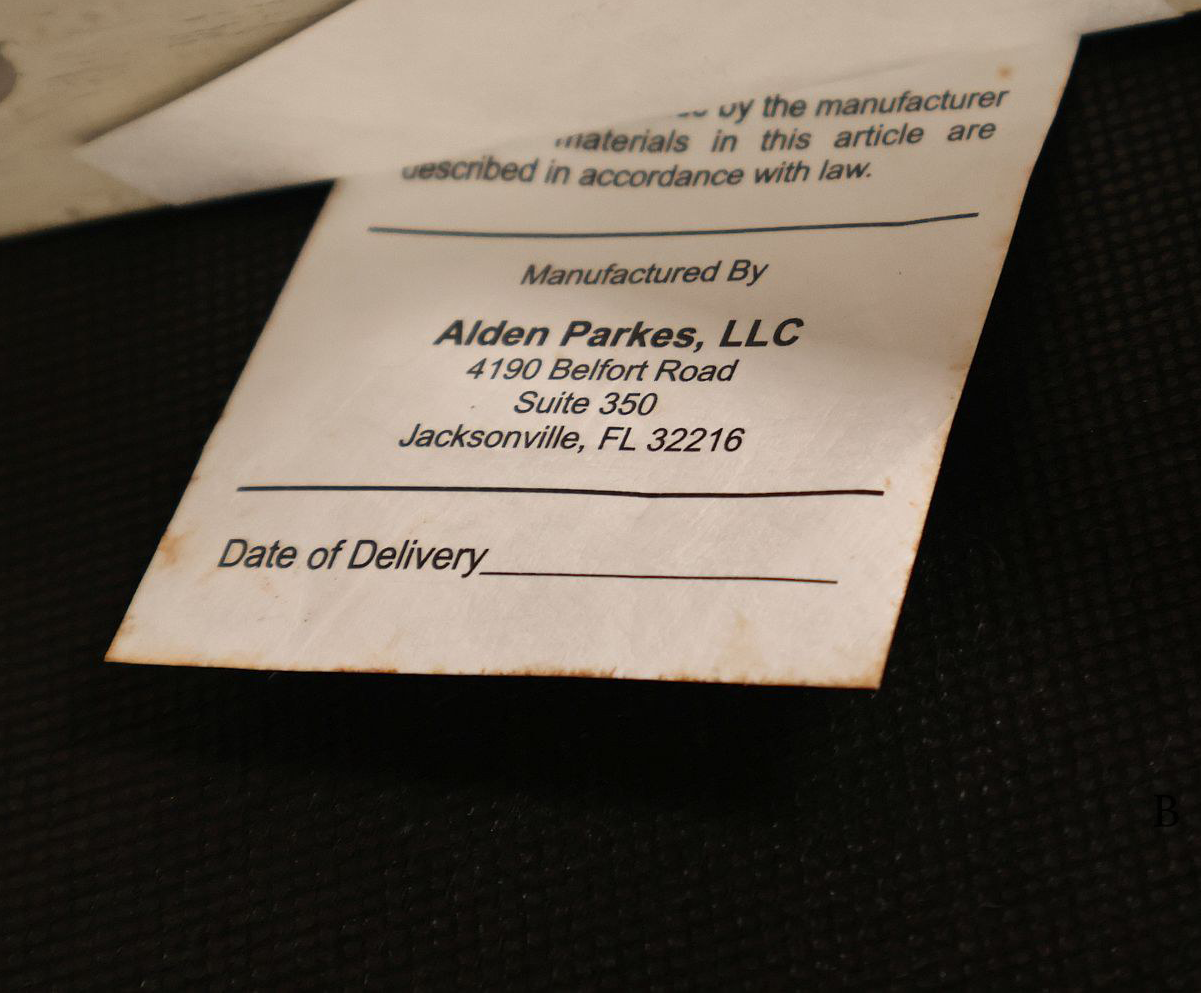 by the manufacturer
materials in this article are
described in accordance with law.
Manufactured By
Alden Parkes, LLC
4190 Belfort Road
Suite 350
Jacksonville, FL 32216
Date of Delivery
B